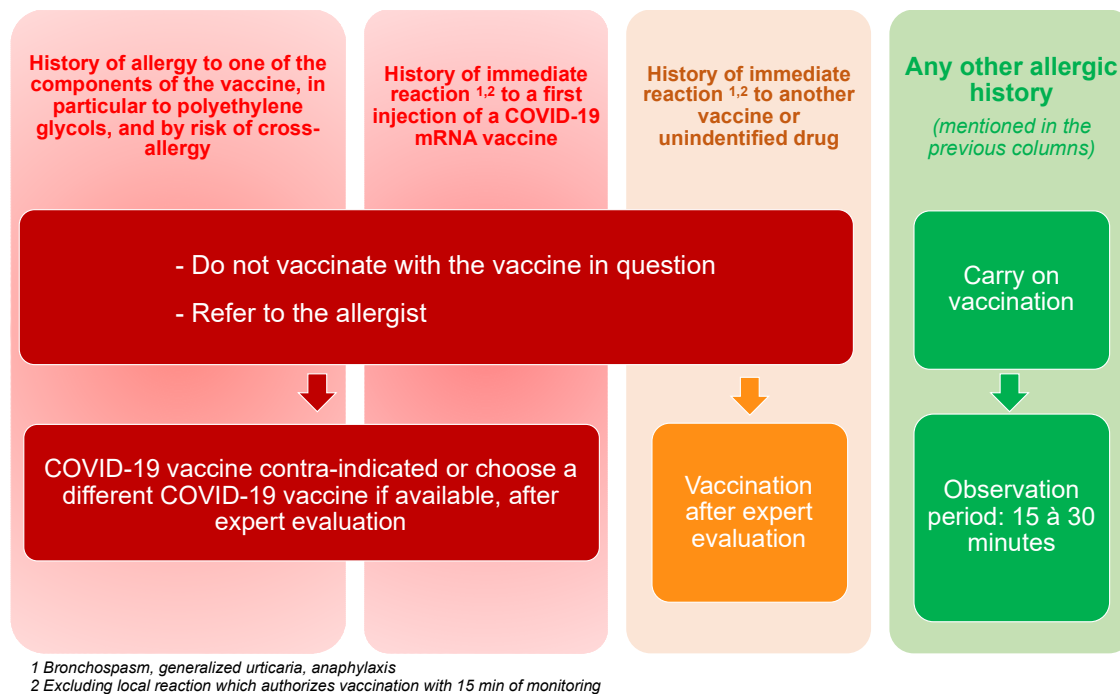 History of allergy to one of the
components of the vaccine, in
particular to polyethylene
glycols, and by risk of cross-
allergy
History of immediate
reaction 1,2 to a first
injection of a COVID-19
mRNA vaccine
History of immediate
reaction 1,2 to another
vaccine or
unidentified drug
Any other allergic
history
(mentioned in the
previous columns)
- Do not vaccinate with the vaccine in question
- Refer to the allergist
Carry on
vaccination
COVID-19 vaccine contra-indicated or choose a
different COVID-19 vaccine if available, after
expert evaluation
Vaccination
after expert
evaluation
Observation
period: 15 à 30
minutes
1 Bronchospasm, generalized urticaria, anaphylaxis
2 Excluding local reaction which authorizes vaccination with 15 min of monitoring